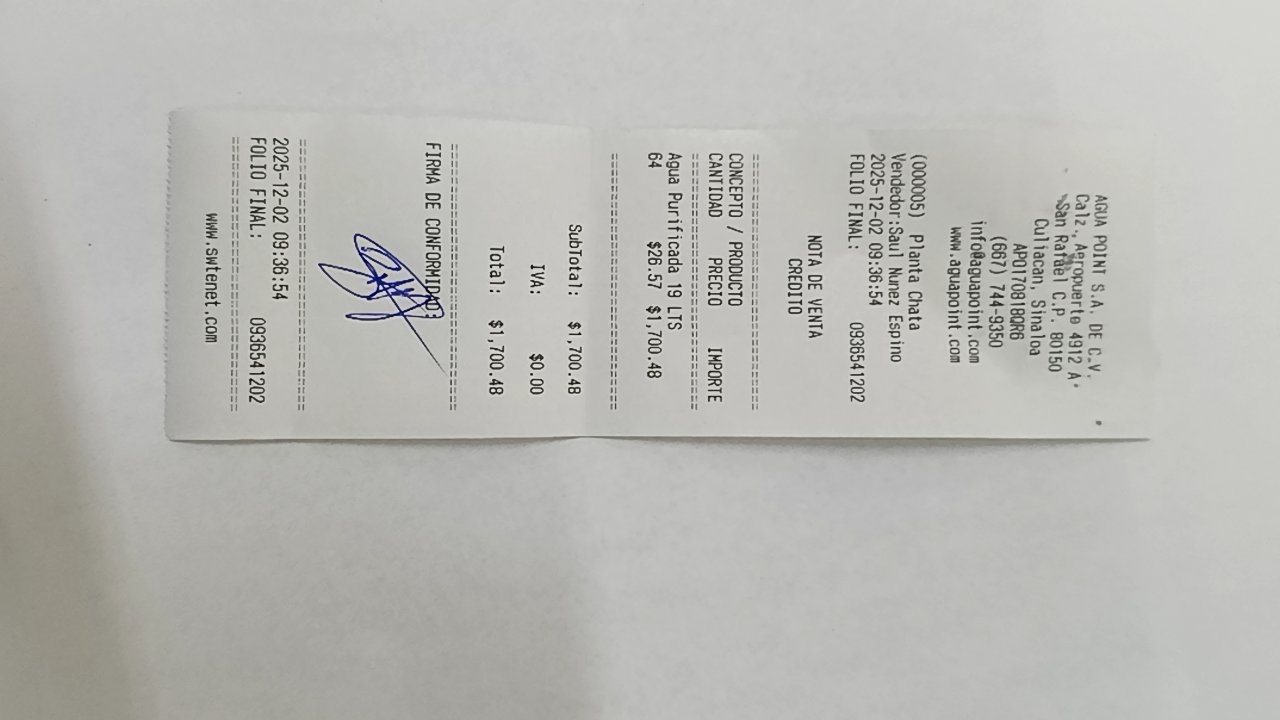 AGUA POINT S.A. DE C.V.
Calz., Aeropuerto 4912 A
San Rafael C.P. 80150
Culiacan, Sinaloa
APO170818QR6
(667) 744-9350
info@aguapoint.com
www.aguapoint.com
(000005) Planta Chata
Vendedor:Saul Nunez Espino
2025-12-02 09:36:54
FOLIO FINAL: 0936541202
NOTA DE VENTA
CREDITO
CONCEPTO / PRODUCTO
CANTIDAD PRECIO IMPORTE
Agua Purificada 19 LTS
64 $26.57 $1,700.48
SubTotal: $1,700.48
IVA: $0.00
Total: $1,700.48
FIRMA DE CONFORMIDAD:
2025-12-02 09:36:54
FOLIO FINAL: 0936541202
www.swtenet.com